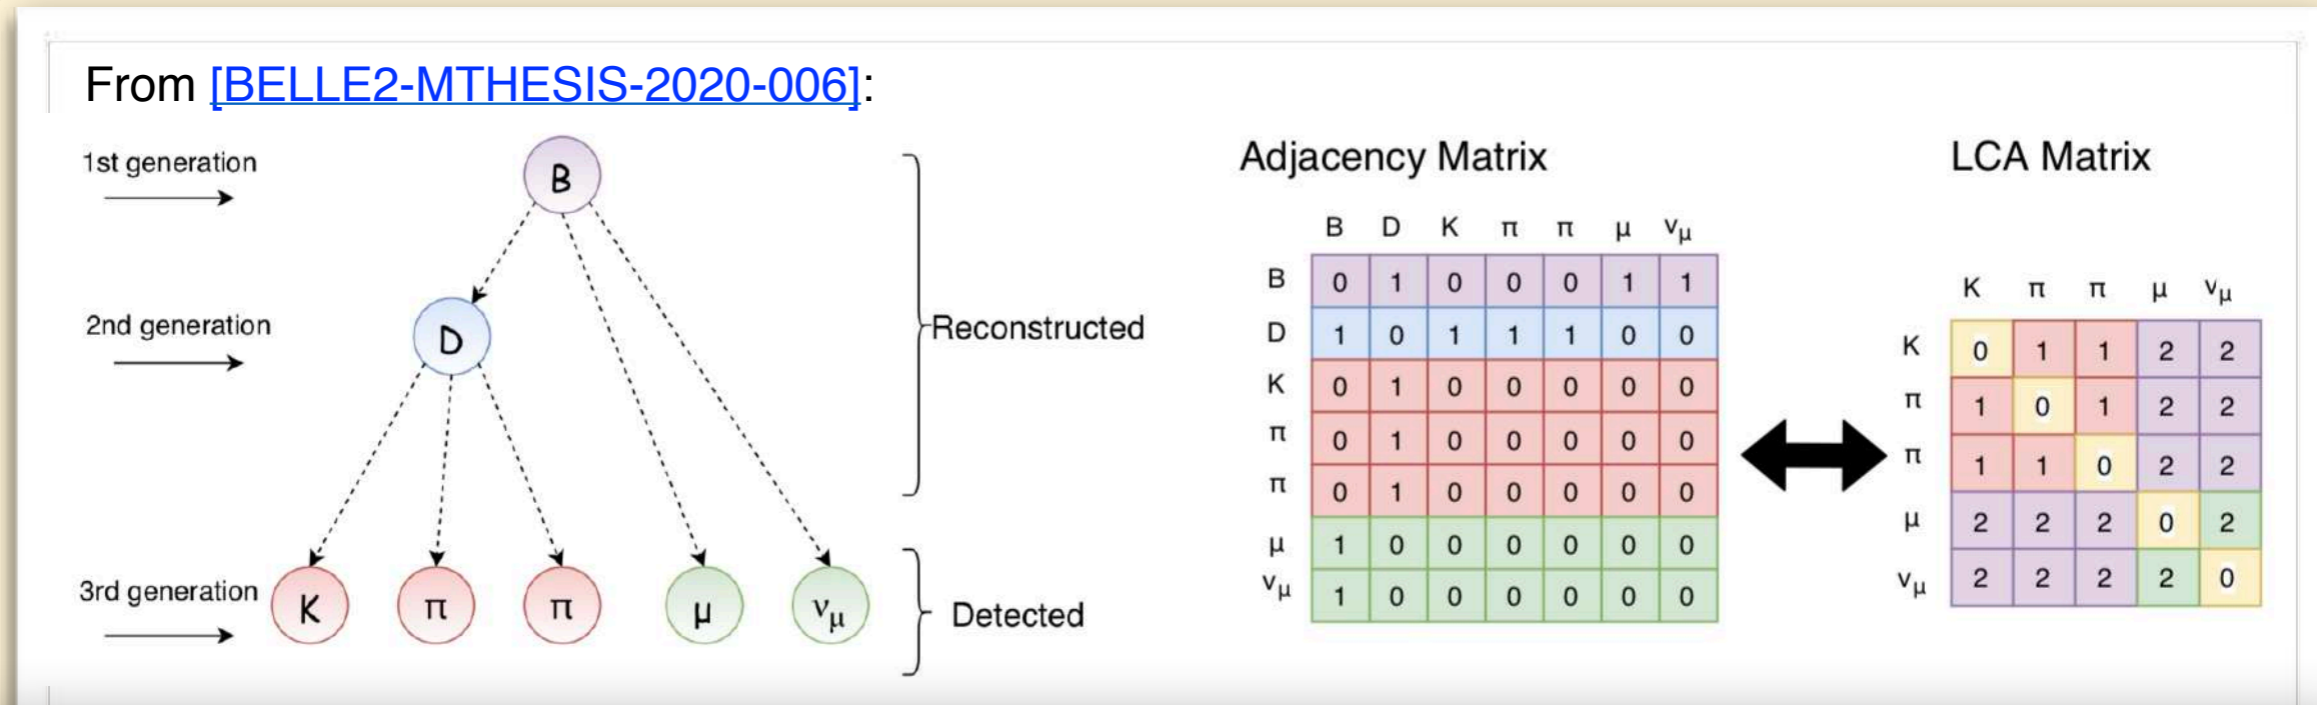 From [BELLE2-MTHESIS-2020-006]:
1st generation
B
2nd generation
D
Reconstructed
3rd generation
K π π μ νμ
Detected
Adjacency Matrix
B D K π π μ νμ
B 0 1 0 0 0 1 1
D 1 0 1 1 1 0 0
K 0 1 0 0 0 0 0
π 0 1 0 0 0 0 0
π 0 1 0 0 0 0 0
μ 1 0 0 0 0 0 0
νμ 1 0 0 0 0 0 0
LCA Matrix
K π π μ νμ
K 0 1 1 2 2
π 1 0 1 2 2
π 1 1 0 2 2
μ 2 2 2 0 2
νμ 2 2 2 2 0